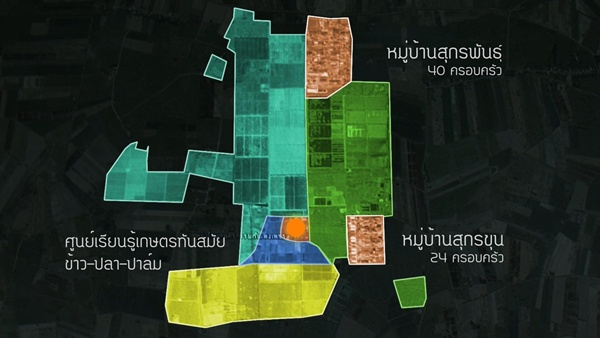 หมู่บ้านสุกรพันธุ์
40 ครอบครัว
ศูนย์เรียนรู้เกษตรทันสมัย
ข้าว-ปลา-ปาล์ม
หมู่บ้านสุกรขุน
24 ครอบครัว